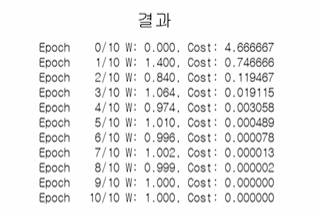 결과
Epoch 0/10 W: 0.000, Cost: 4.666667
Epoch 1/10 W: 1.400, Cost: 0.746666
Epoch 2/10 W: 0.840, Cost: 0.119467
Epoch 3/10 W: 1.064, Cost: 0.019115
Epoch 4/10 W: 0.974, Cost: 0.003058
Epoch 5/10 W: 1.010, Cost: 0.000489
Epoch 6/10 W: 0.996, Cost: 0.000078
Epoch 7/10 W: 1.002, Cost: 0.000013
Epoch 8/10 W: 0.999, Cost: 0.000002
Epoch 9/10 W: 1.000, Cost: 0.000000
Epoch 10/10 W: 1.000, Cost: 0.000000